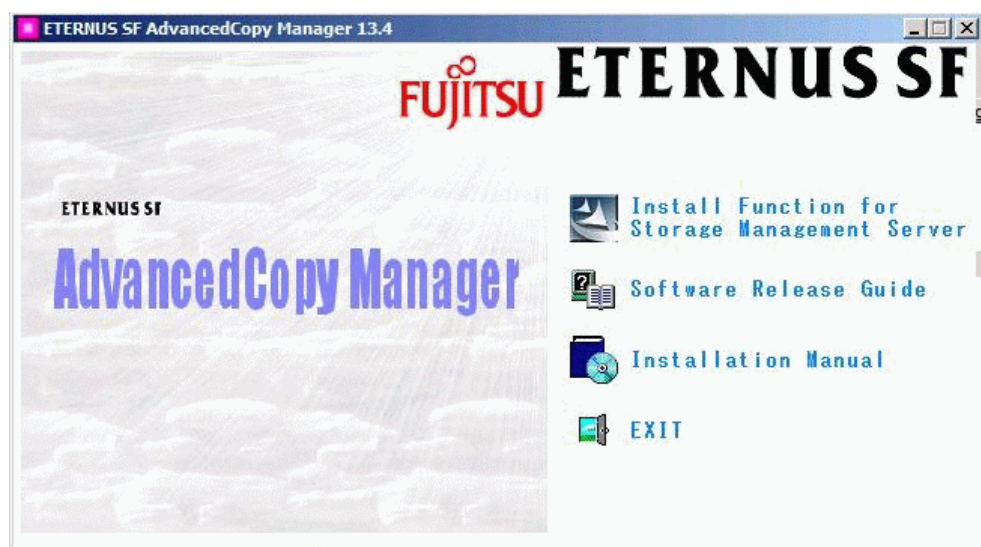 ETERNUS SF AdvancedCopy Manager 13.4
FUJITSU ETERNUS SF
ETERNUS SF
AdvancedCopy Manager
Install Function for
Storage Management Server
Software Release Guide
Installation Manual
EXIT